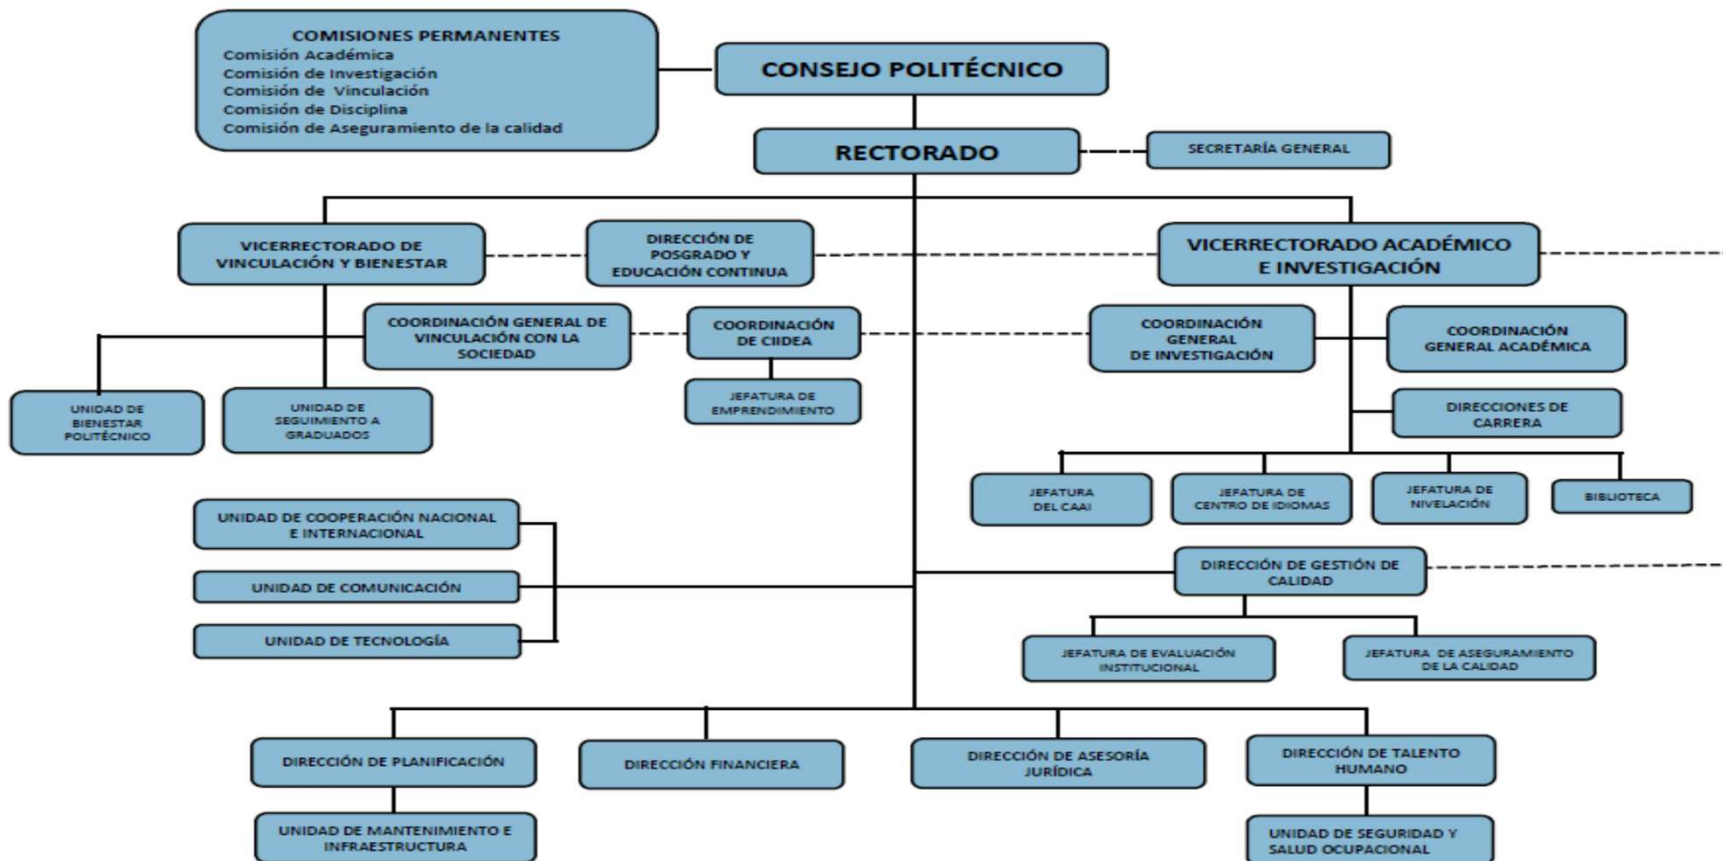 COMISIONES PERMANENTES
Comisión Académica
Comisión de Investigación
Comisión de Vinculación
Comisión de Disciplina
Comisión de Aseguramiento de la calidad
CONSEJO POLITÉCNICO
RECTORADO
SECRETARÍA GENERAL
VICERRECTORADO DE
VINCULACIÓN Y BIENESTAR
DIRECCIÓN DE
POSGRADO Y
EDUCACIÓN CONTINUA
VICERRECTORADO ACADÉMICO
E INVESTIGACIÓN
COORDINACIÓN GENERAL DE
VINCULACIÓN CON LA
SOCIEDAD
COORDINACIÓN
DE CIIDEA
COORDINACIÓN
GENERAL
DE INVESTIGACIÓN
COORDINACIÓN
GENERAL ACADÉMICA
UNIDAD DE
BIENESTAR
POLITÉCNICO
UNIDAD DE
SEGUIMIENTO A
GRADUADOS
JEFATURA DE
EMPRENDIMIENTO
DIRECCIONES DE
CARRERA
JEFATURA
DEL CAAI
JEFATURA DE
CENTRO DE IDIOMAS
JEFATURA DE
NIVELACIÓN
BIBLIOTECA
UNIDAD DE COOPERACIÓN NACIONAL
E INTERNACIONAL
UNIDAD DE COMUNICACIÓN
UNIDAD DE TECNOLOGÍA
DIRECCIÓN DE GESTIÓN DE
CALIDAD
JEFATURA DE EVALUACIÓN
INSTITUCIONAL
JEFATURA DE ASEGURAMIENTO
DE LA CALIDAD
DIRECCIÓN DE PLANIFICACIÓN
DIRECCIÓN FINANCIERA
DIRECCIÓN DE ASESORÍA
JURÍDICA
DIRECCIÓN DE TALENTO
HUMANO
UNIDAD DE MANTENIMIENTO E
INFRAESTRUCTURA
UNIDAD DE SEGURIDAD Y
SALUD OCUPACIONAL